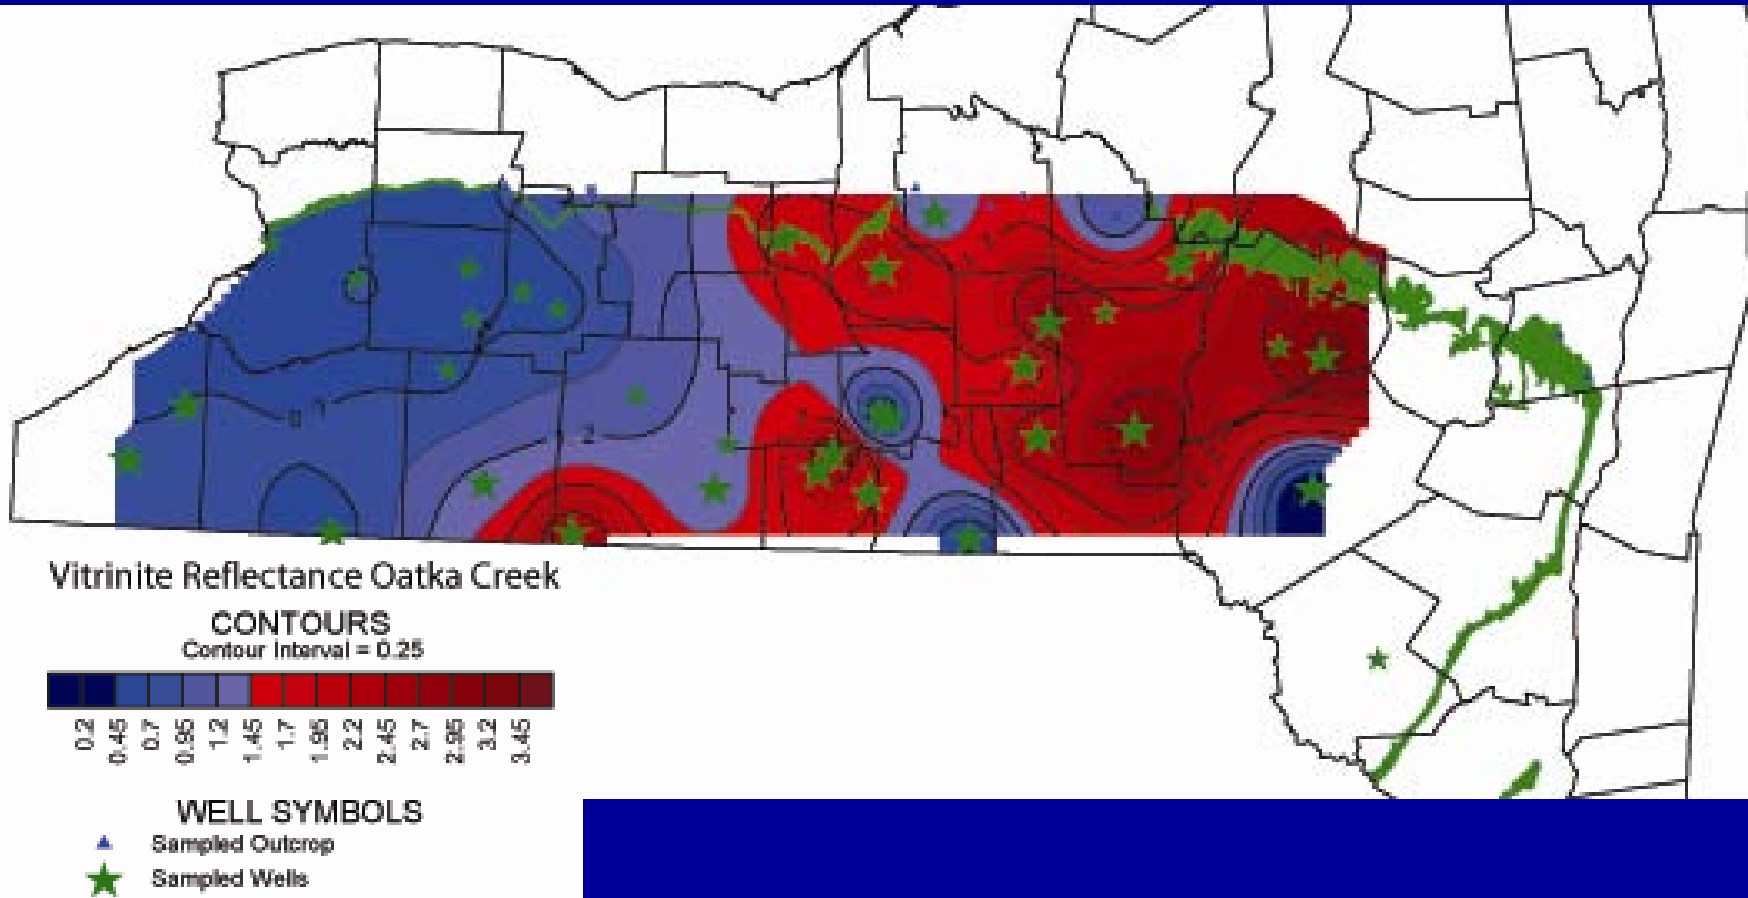 Vitrinite Reflectance Oatka Creek
CONTOURS
Contour Interval = 0.25
0.2 0.45 0.7 0.95 1.2 1.45 1.7 1.95 2.2 2.45 2.7 2.95 3.2 3.45
WELL SYMBOLS
Sampled Outcrop
Sampled Wells